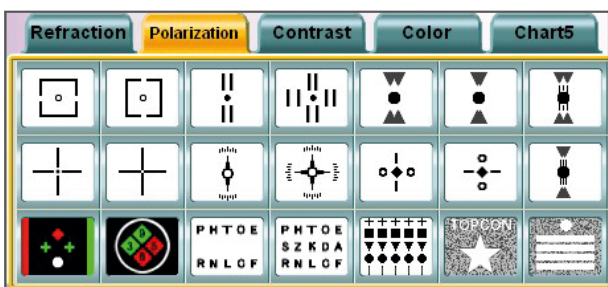 Refraction Polarization Contrast Color Chart5
PHTOE PHTOE TOPCON
SZKDA
RNLCF RNLCF